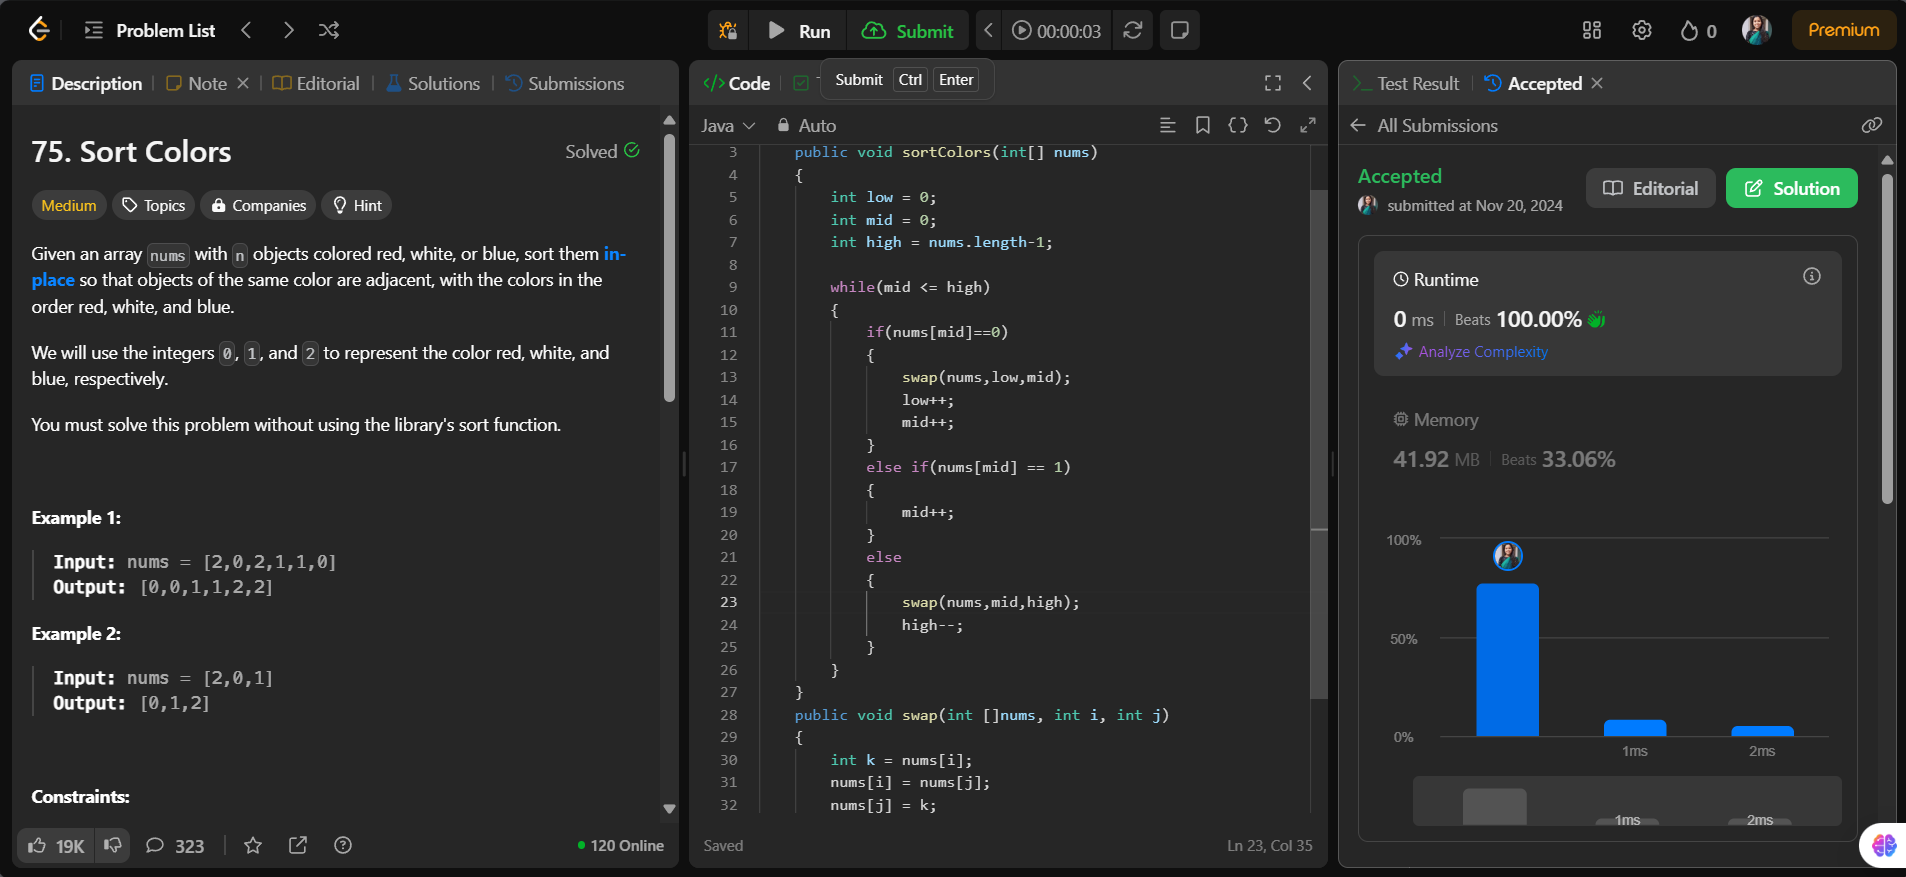 Problem List
Run
Submit
00:00:03
0
Premium
Description
Note
Editorial
Solutions
Submissions
75. Sort Colors
Solved
Medium
Topics
Companies
Hint
Given an array nums with n objects colored red, white, or blue, sort them in-
place so that objects of the same color are adjacent, with the colors in the
order red, white, and blue.
We will use the integers 0, 1, and 2 to represent the color red, white, and
blue, respectively.
You must solve this problem without using the library's sort function.
Example 1:
Input: nums = [2,0,2,1,1,0]
Output: [0,0,1,1,2,2]
Example 2:
Input: nums = [2,0,1]
Output: [0,1,2]
Constraints:
19K
323
120 Online
Code
Submit Ctrl Enter
Java
Auto
3 public void sortColors(int[] nums)
4 {
5 int low = 0;
6 int mid = 0;
7 int high = nums.length-1;
8
9 while(mid <= high)
10 {
11 if(nums[mid]==0)
12 {
13 swap(nums,low,mid);
14 low++;
15 mid++;
16 }
17 else if(nums[mid] == 1)
18 {
19 mid++;
20 }
21 else
22 {
23 swap(nums,mid,high);
24 high--;
25 }
26 }
27 }
28 public void swap(int []nums, int i, int j)
29 {
30 int k = nums[i];
31 nums[i] = nums[j];
32 nums[j] = k;
Saved
Ln 23, Col 35
Test Result
Accepted
All Submissions
Accepted
submitted at Nov 20, 2024
Editorial
Solution
Runtime
0 ms
Beats 100.00%
Analyze Complexity
Memory
41.92 MB
Beats 33.06%
100%
50%
0%
1ms
2ms
1ms
2ms